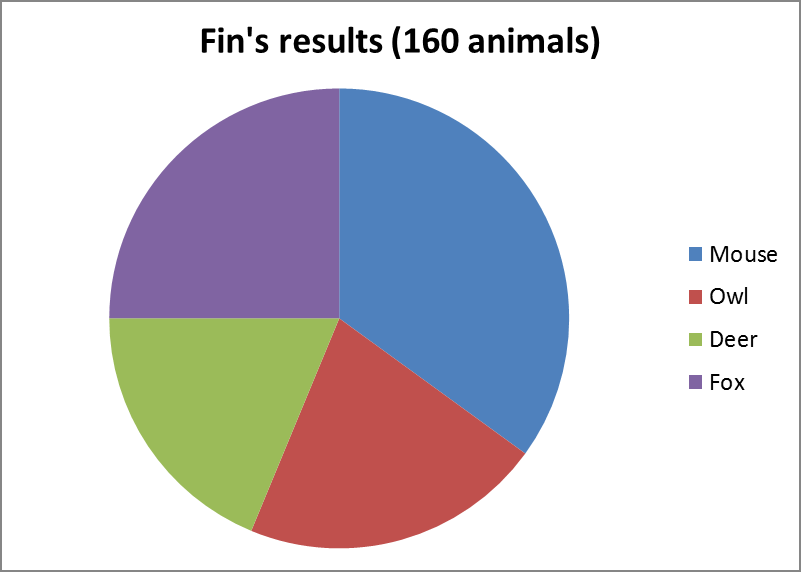 Fin's results (160 animals)
Mouse
Owl
Deer
Fox